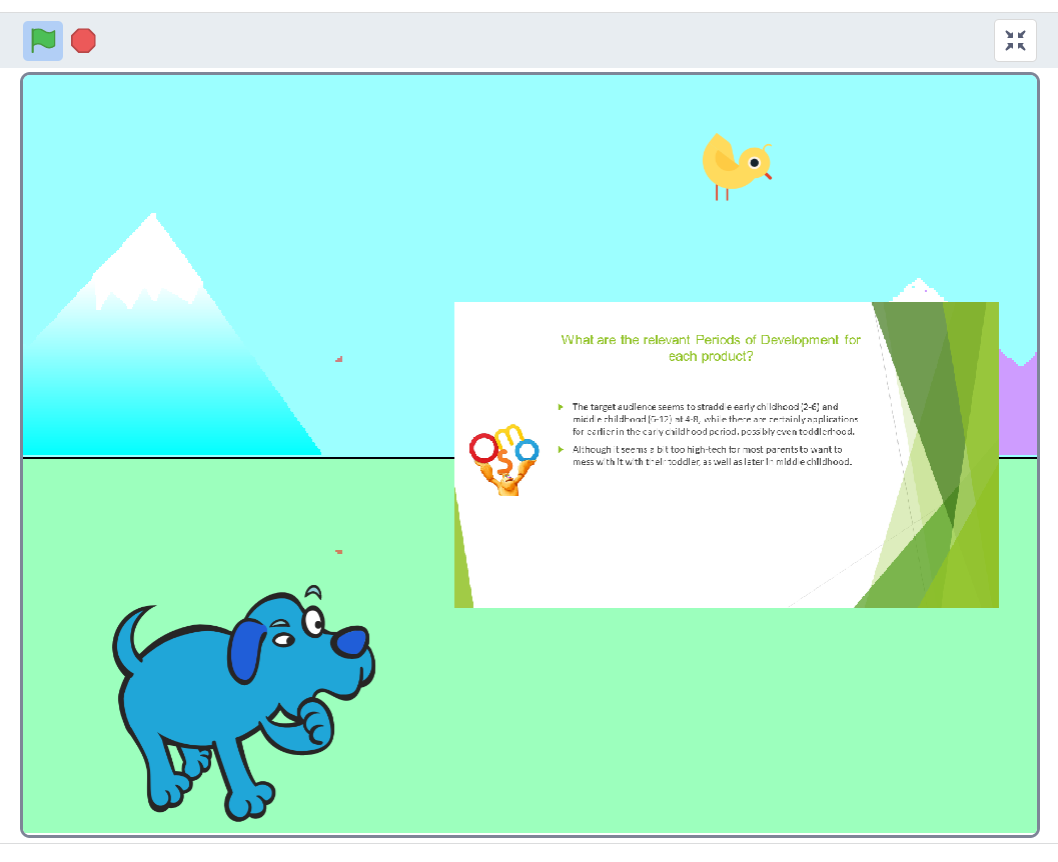 What are the relevant Periods of Development for
each product?
The target audience seems to straddle early childhood (2-6) and
middle childhood (6-12) at 4-8, while there are certainly applications
for earlier in the early childhood period, possibly even toddlerhood.
Although it seems a bit too high-tech for most parents to want to
mess with it with their toddler, as well as later in middle childhood.